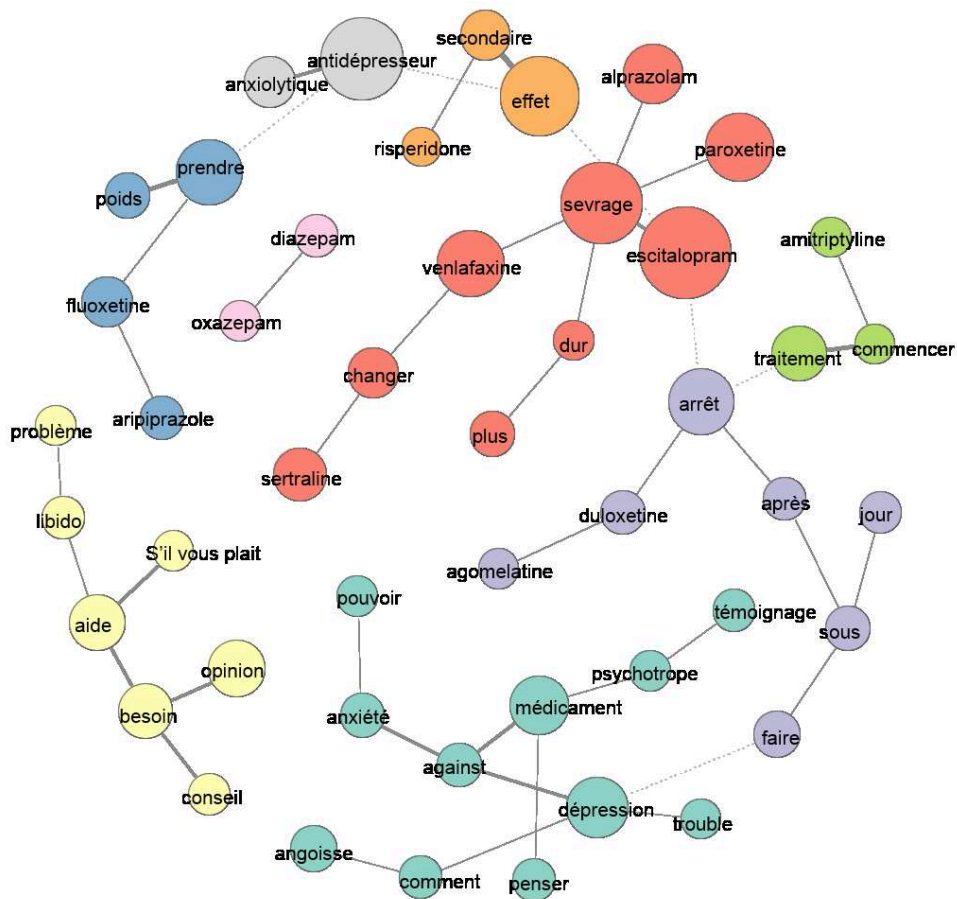 secondaire
antidépresseur
anxiolytique
alprazolam
effet
risperidone
paroxetine
prendre
poids
sevrage
diazepam
amitriptyline
venlafaxine
escitalopram
fluoxetine
oxazepam
dur
commencer
traitement
changer
arrêt
aripiprazole
problème
plus
sertraline
libido
duloxetine
après
jour
S'il vous plait
agomelatine
pouvoir
témoignage
aide
sous
opinion
psychotrope
besoin
anxiété
médicament
faire
against
conseil
dépression
trouble
angoisse
comment
penser